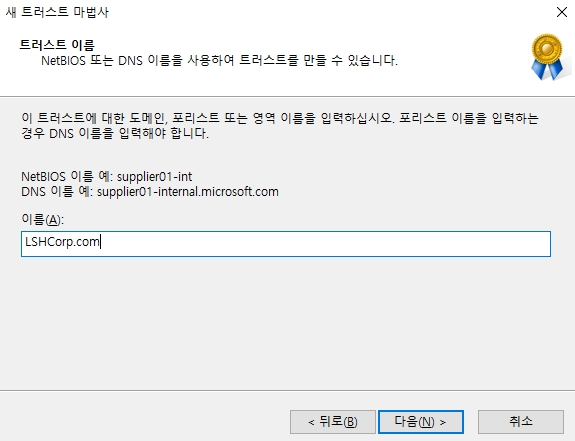 새 트러스트 마법사
트러스트 이름
NetBIOS 또는 DNS 이름을 사용하여 트러스트를 만들 수 있습니다.
이 트러스트에 대한 도메인, 포리스트 또는 영역 이름을 입력하십시오. 포리스트 이름을 입력하는
경우 DNS 이름을 입력해야 합니다.
NetBIOS 이름 예: supplier01-int
DNS 이름 예: supplier01-internal.microsoft.com
이름(A):
LSHCorp.com
< 뒤로(B)
다음(N) >
취소